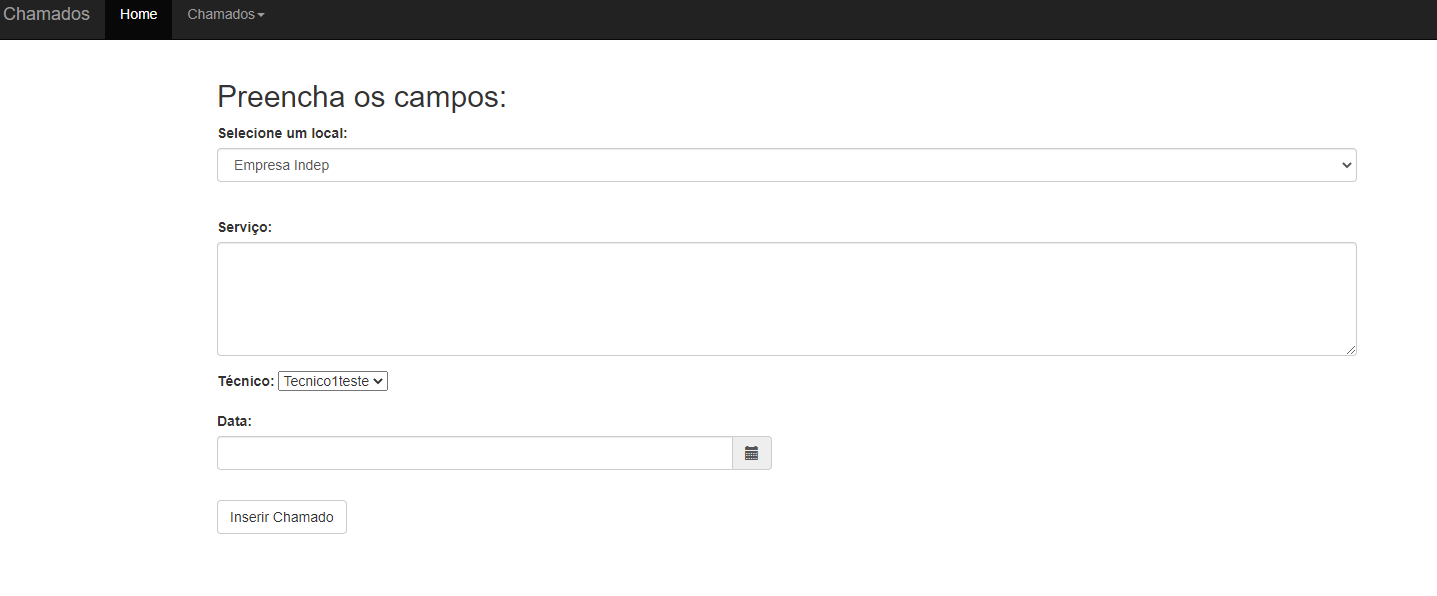 Chamados Home Chamados
Preencha os campos:
Selecione um local:
Empresa Indep
Serviço:
Técnico: Tecnico1teste
Data:
Inserir Chamado